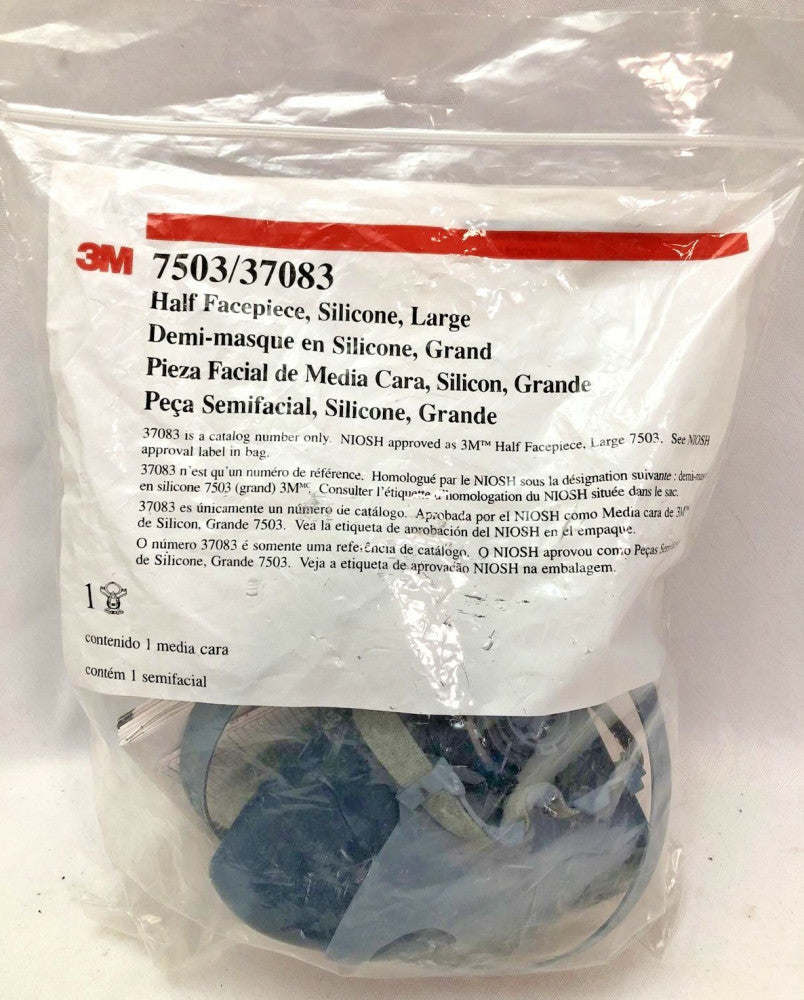 3M 7503/37083
Half Facepiece, Silicone, Large
Demi-masque en Silicone, Grand
Pieza Facial de Media Cara, Silicon, Grande
Peça Semifacial, Silicone, Grande
37083 is a catalog number only. NIOSH approved as 3M™ Half Facepiece, Large 7503. See NIOSH
approval label in bag.
37083 n'est qu'un numéro de référence. Homologué par le NIOSH sous la désignation suivante : demi-mas
en silicone 7503 (grand) 3Mᴹᶜ. Consulter l'étiquette d'homologation du NIOSH située dans le sac.
37083 es únicamente un número de catálogo. Aprobada por el NIOSH como Media cara de 3M™
de Silicon, Grande 7503. Vea la etiqueta de aprobación del NIOSH en el empaque.
O número 37083 é somente uma referência de catálogo. O NIOSH aprovou como Peças
de Silicone, Grande 7503. Veja a etiqueta de aprovação NIOSH na embalagem.
1
contenido 1 media cara
contém 1 semifacial